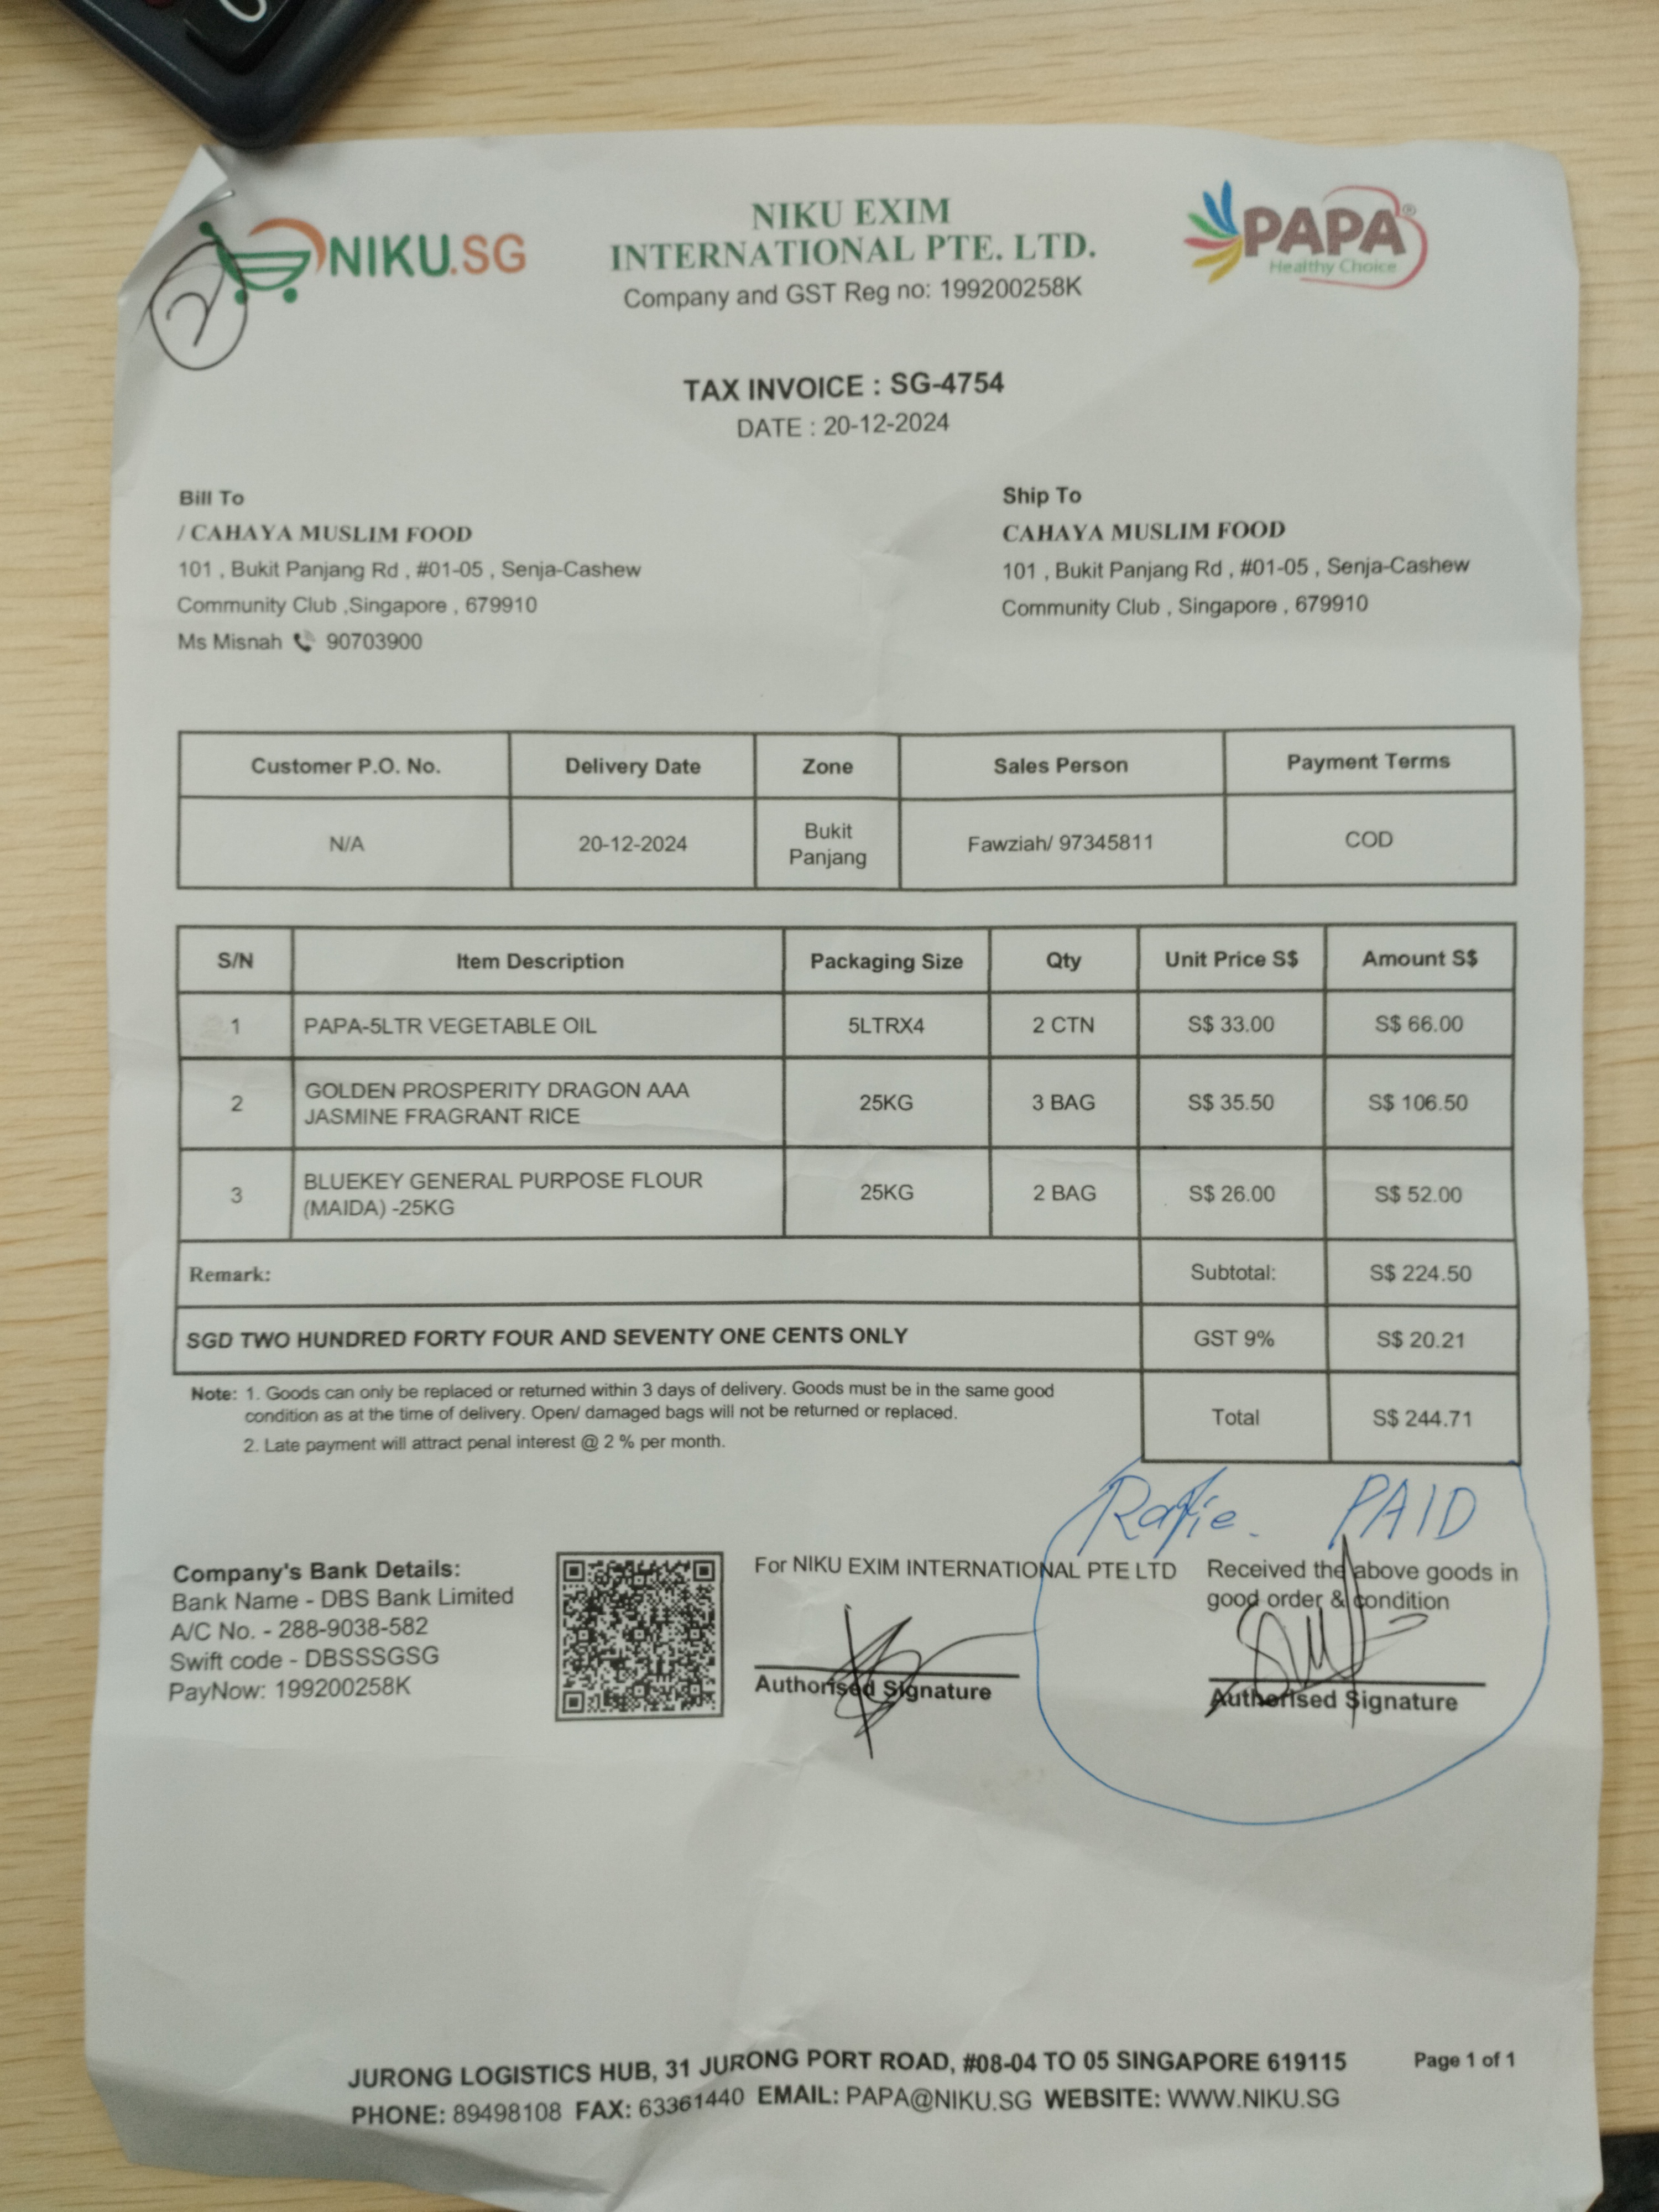 2
NIKU.SG
NIKU EXIM
INTERNATIONAL PTE. LTD.
Company and GST Reg no: 199200258K
PAPA®
Healthy Choice
TAX INVOICE : SG-4754
DATE : 20-12-2024
Bill To
/ CAHAYA MUSLIM FOOD
101 , Bukit Panjang Rd , #01-05 , Senja-Cashew
Community Club ,Singapore , 679910
Ms Misnah 90703900
Ship To
CAHAYA MUSLIM FOOD
101 , Bukit Panjang Rd , #01-05 , Senja-Cashew
Community Club , Singapore , 679910
Customer P.O. No. Delivery Date Zone Sales Person Payment Terms
N/A 20-12-2024 Bukit Panjang Fawziah/ 97345811 COD
S/N Item Description Packaging Size Qty Unit Price S$ Amount S$
1 PAPA-5LTR VEGETABLE OIL 5LTRX4 2 CTN S$ 33.00 S$ 66.00
2 GOLDEN PROSPERITY DRAGON AAA JASMINE FRAGRANT RICE 25KG 3 BAG S$ 35.50 S$ 106.50
3 BLUEKEY GENERAL PURPOSE FLOUR (MAIDA) -25KG 25KG 2 BAG S$ 26.00 S$ 52.00
Remark: Subtotal: S$ 224.50
SGD TWO HUNDRED FORTY FOUR AND SEVENTY ONE CENTS ONLY GST 9% S$ 20.21
Total S$ 244.71
Note: 1. Goods can only be replaced or returned within 3 days of delivery. Goods must be in the same good
condition as at the time of delivery. Open/ damaged bags will not be returned or replaced.
2. Late payment will attract penal interest @ 2 % per month.
PAID
Company's Bank Details:
Bank Name - DBS Bank Limited
A/C No. - 288-9038-582
Swift code - DBSSSGSG
PayNow: 199200258K
For NIKU EXIM INTERNATIONAL PTE LTD
Authorised Signature
Received the above goods in
good order & condition
Authorised Signature
JURONG LOGISTICS HUB, 31 JURONG PORT ROAD, #08-04 TO 05 SINGAPORE 619115
PHONE: 89498108 FAX: 63361440 EMAIL: PAPA@NIKU.SG WEBSITE: WWW.NIKU.SG
Page 1 of 1